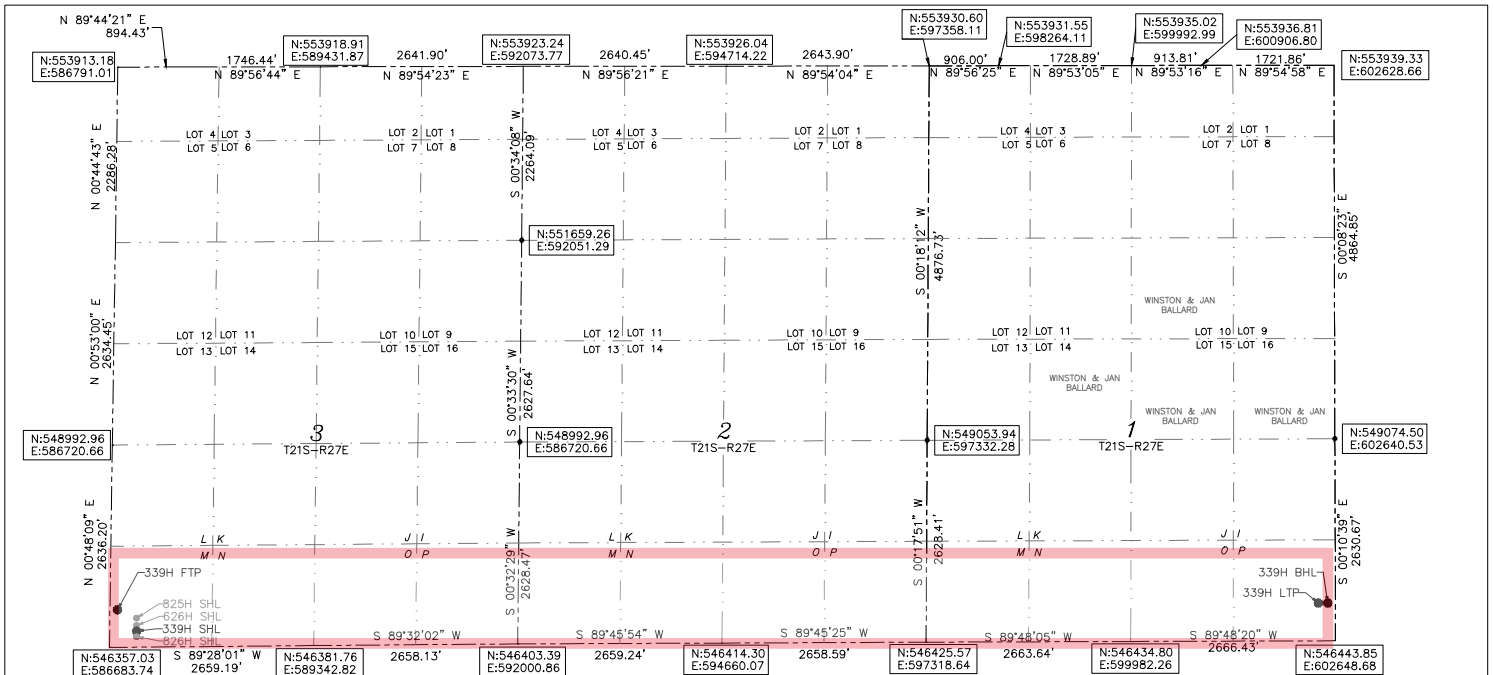 N 89°44'21" E
894.43'
N:553913.18
E:586791.01
1746.44'
N 89°56'44" E
N:553918.91
E:589431.87
2641.90'
N 89°54'23" E
N:553923.24
E:592073.77
2640.45'
N 89°56'21" E
N:553926.04
E:594714.22
2643.90'
N 89°54'04" E
N:553930.60
E:597358.11
906.00'
N 89°56'25" E
N:553931.55
E:598264.11
1728.89'
N 89°53'05" E
N:553935.02
E:599992.99
913.81'
N 89°53'16" E
N:553936.81
E:600906.80
1721.86'
N 89°54'58" E
N:553939.33
E:602628.66
LOT 4 LOT 3
LOT 5 LOT 6
LOT 2 LOT 1
LOT 7 LOT 8
LOT 4 LOT 3
LOT 5 LOT 6
LOT 2 LOT 1
LOT 7 LOT 8
LOT 4 LOT 3
LOT 5 LOT 6
LOT 2 LOT 1
LOT 7 LOT 8
N 00°44'43" E
2286.28'
S 00°34'08" W
2264.09'
N:551659.26
E:592051.29
S 00°18'12" W
4876.73'
S 00°08'23" E
4864.85'
WINSTON & JAN
BALLARD
LOT 12 LOT 11
LOT 13 LOT 14
LOT 10 LOT 9
LOT 15 LOT 16
LOT 12 LOT 11
LOT 13 LOT 14
LOT 10 LOT 9
LOT 15 LOT 16
LOT 12 LOT 11
LOT 13 LOT 14
LOT 10 LOT 9
LOT 15 LOT 16
N 00°53'00" E
2634.45'
S 00°33'30" W
2627.64'
WINSTON & JAN
BALLARD
WINSTON & JAN
BALLARD
WINSTON & JAN
BALLARD
N:548992.96
E:586720.66
3
T21S-R27E
N:548992.96
E:586720.66
2
T21S-R27E
N:549053.94
E:597332.28
1
T21S-R27E
N:549074.50
E:602640.53
N 00°48'09" E
2636.20'
S 00°32'29" W
2628.47'
S 00°17'51" W
2628.41'
S 00°10'39" E
2630.67'
L K
M N
J I
O P
L K
M N
J I
O P
L K
M N
J I
O P
339H FTP
825H SHL
626H SHL
339H SHL
826H SHL
339H BHL
339H LTP
N:546357.03
E:586683.74
S 89°28'01" W
2659.19'
N:546381.76
E:589342.82
S 89°32'02" W
2658.13'
N:546403.39
E:592000.86
S 89°45'54" W
2659.24'
N:546414.30
E:594660.07
S 89°45'25" W
2658.59'
N:546425.57
E:597318.64
S 89°48'05" W
2663.64'
N:546434.80
E:599982.26
S 89°48'20" W
2666.43'
N:546443.85
E:602648.68